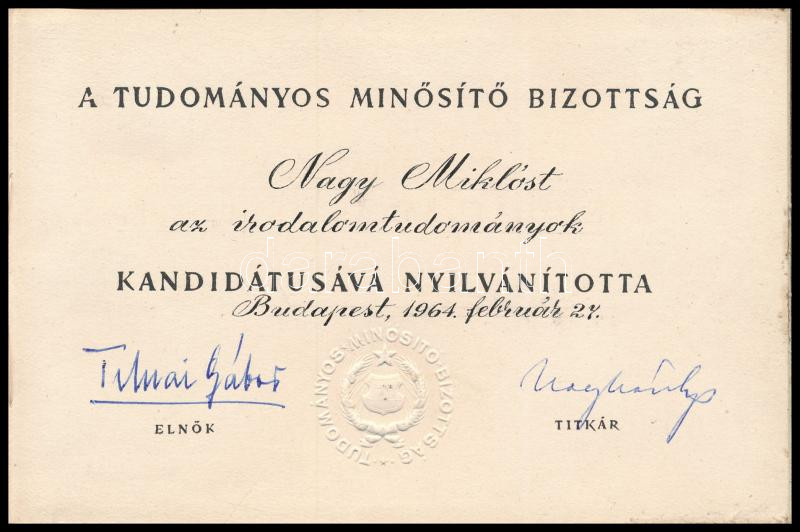 A TUDOMÁNYOS MINŐSÍTŐ BIZOTTSÁG
Nagy Miklóst
az irodalomtudományok
darabanth
KANDIDÁTUSÁVÁ NYILVÁNÍTOTTA
Budapest, 1964. február 27.
TUDOMÁNYOS MINŐSÍTŐ BIZOTTSÁG
Gábor
ELNÖK
TITKÁR